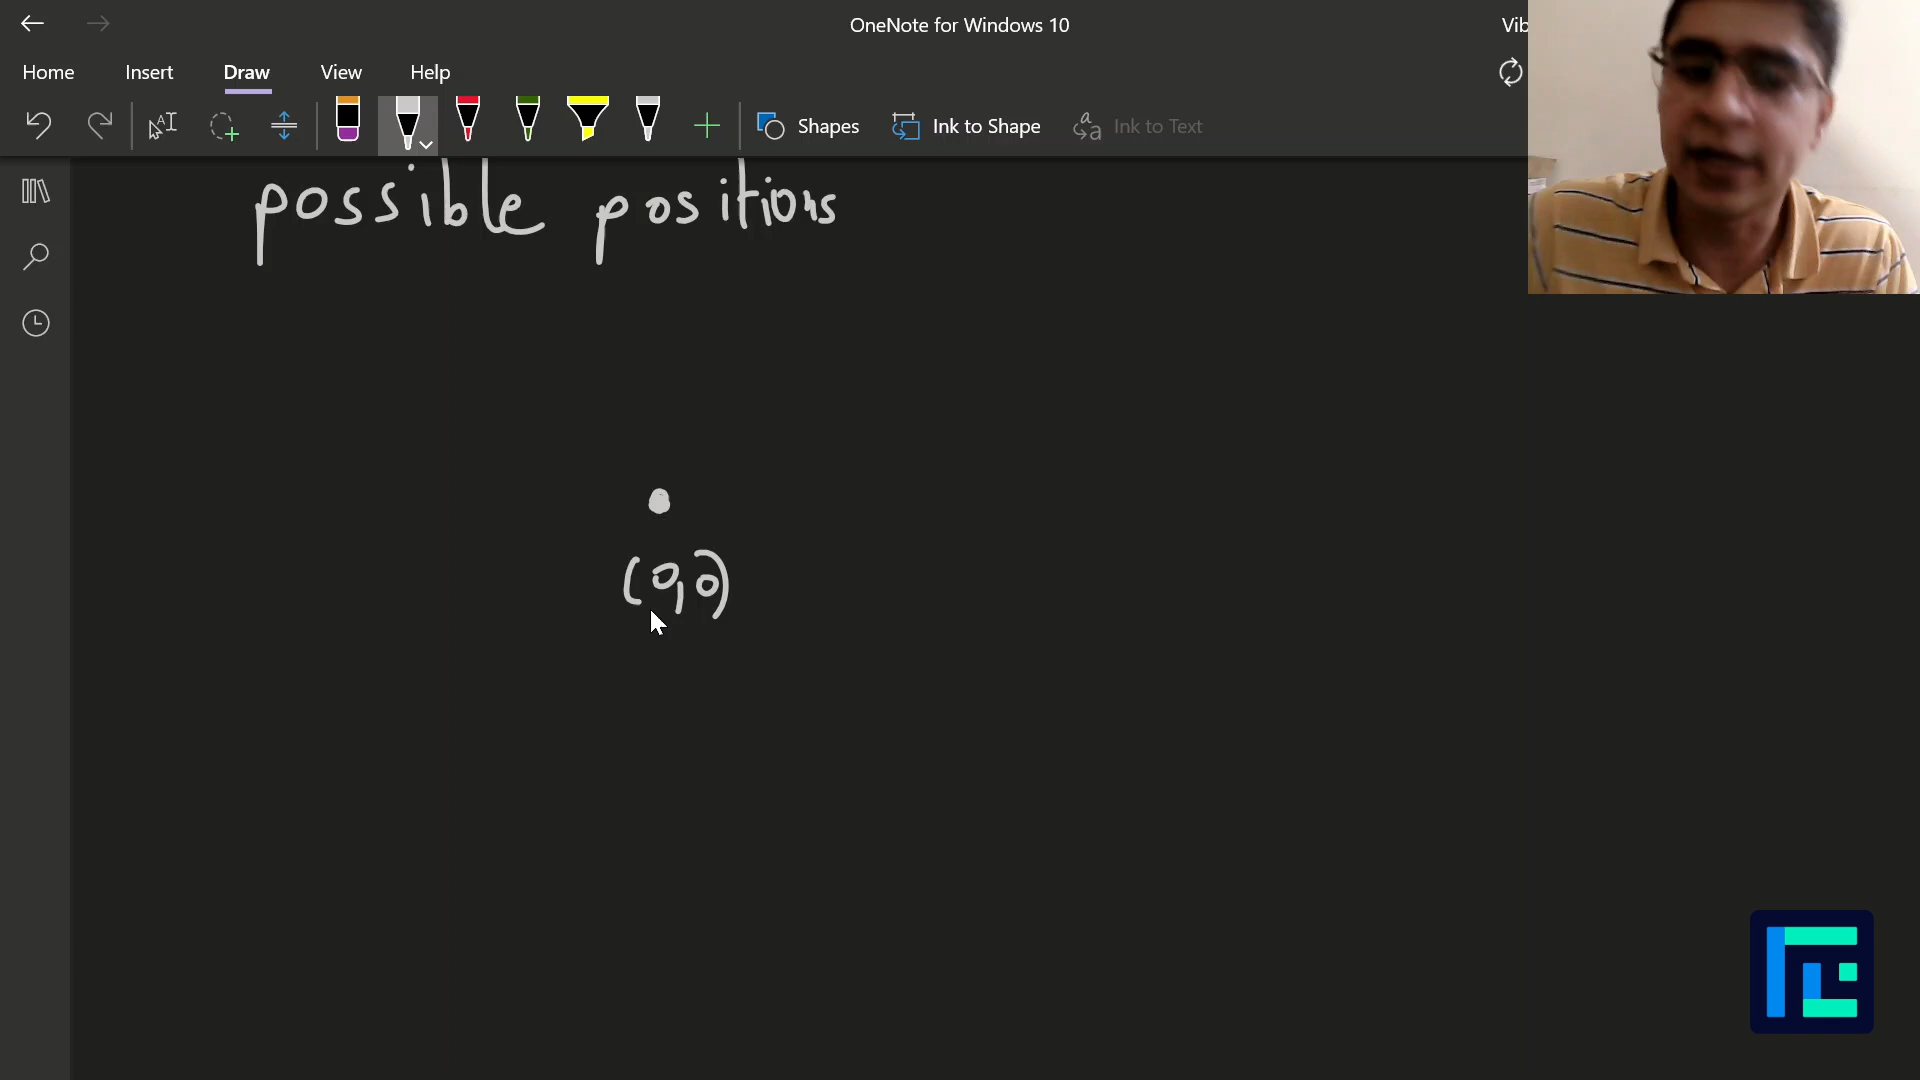 OneNote for Windows 10
Vib
Home Insert Draw View Help
Shapes Ink to Shape Ink to Text
possible positions
(0,0)